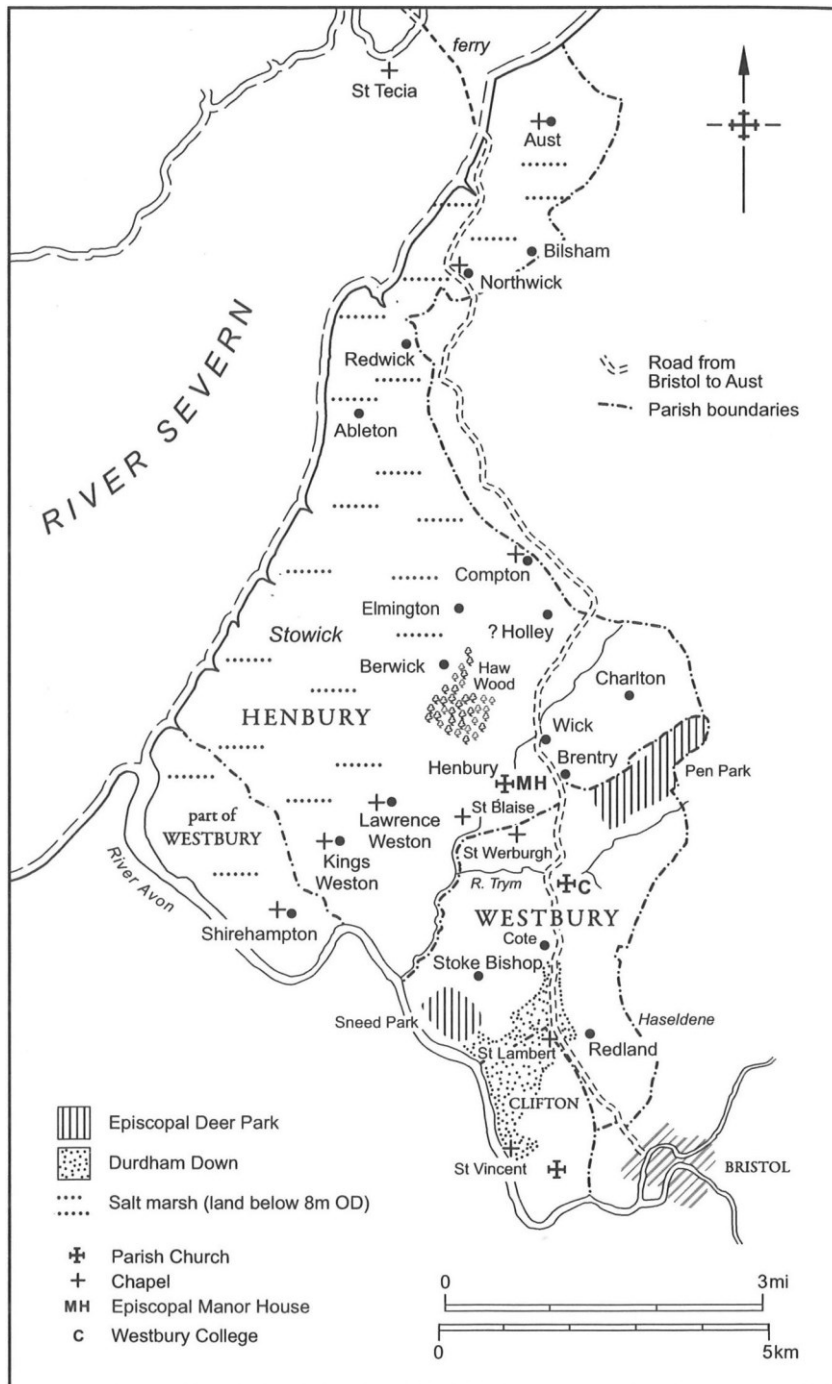 ferry
St Tecia
Aust
Bilsham
Northwick
Redwick
Road from
Bristol to Aust
Parish boundaries
Ableton
RIVER SEVERN
Compton
Elmington
? Holley
Stowick
Berwick
Haw
Wood
Charlton
HENBURY
Wick
Henbury
MH
Brentry
Pen Park
St Blaise
part of
WESTBURY
Lawrence
Weston
St Werburgh
Kings
Weston
River Avon
R. Trym
C
WESTBURY
Shirehampton
Cote
Stoke Bishop
Sneed Park
Haseldene
St Lambert
Redland
CLIFTON
St Vincent
BRISTOL
Episcopal Deer Park
Durdham Down
Salt marsh (land below 8m OD)
Parish Church
Chapel
MH Episcopal Manor House
C Westbury College
0 3mi
0 5km